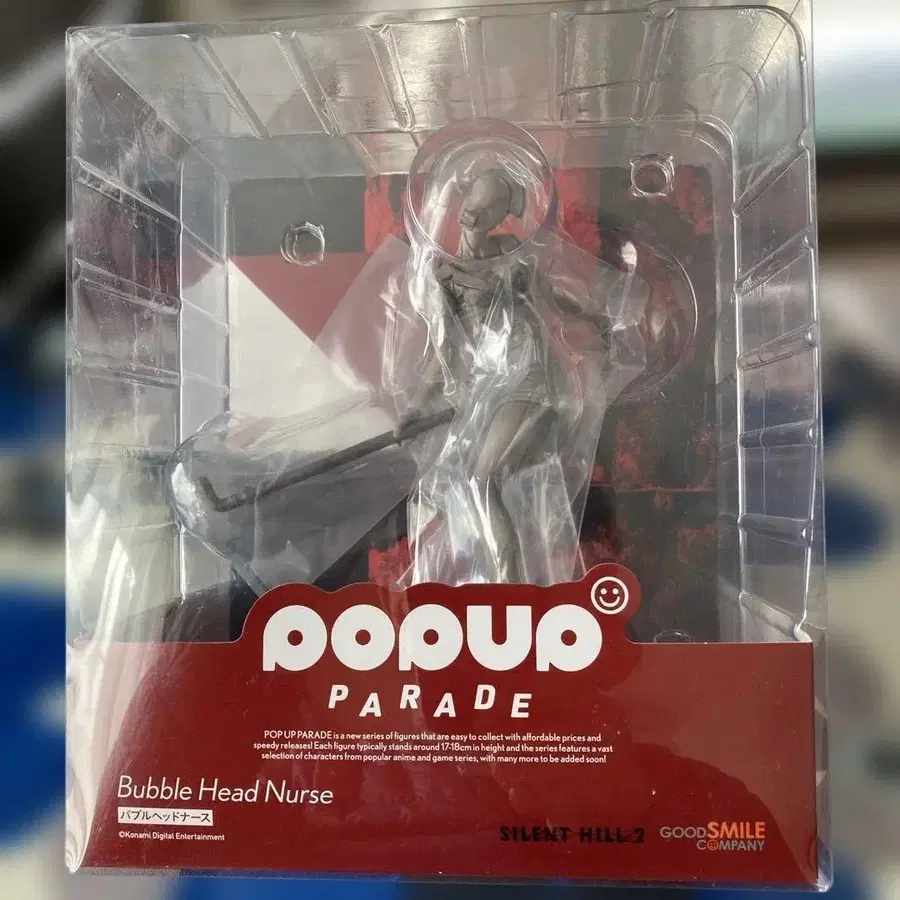 POPUP
PARADE
POP UP PARADE is a new series of figures that are easy to collect with affordable prices and
speedy releases! Each figure typically stands around 17-18cm in height and the series features a vast
selection of characters from popular anime and game series, with many more to be added soon!
Bubble Head Nurse
バブルヘッドナース
©Konami Digital Entertainment
SILENT HILL 2
GOOD SMILE
COMPANY